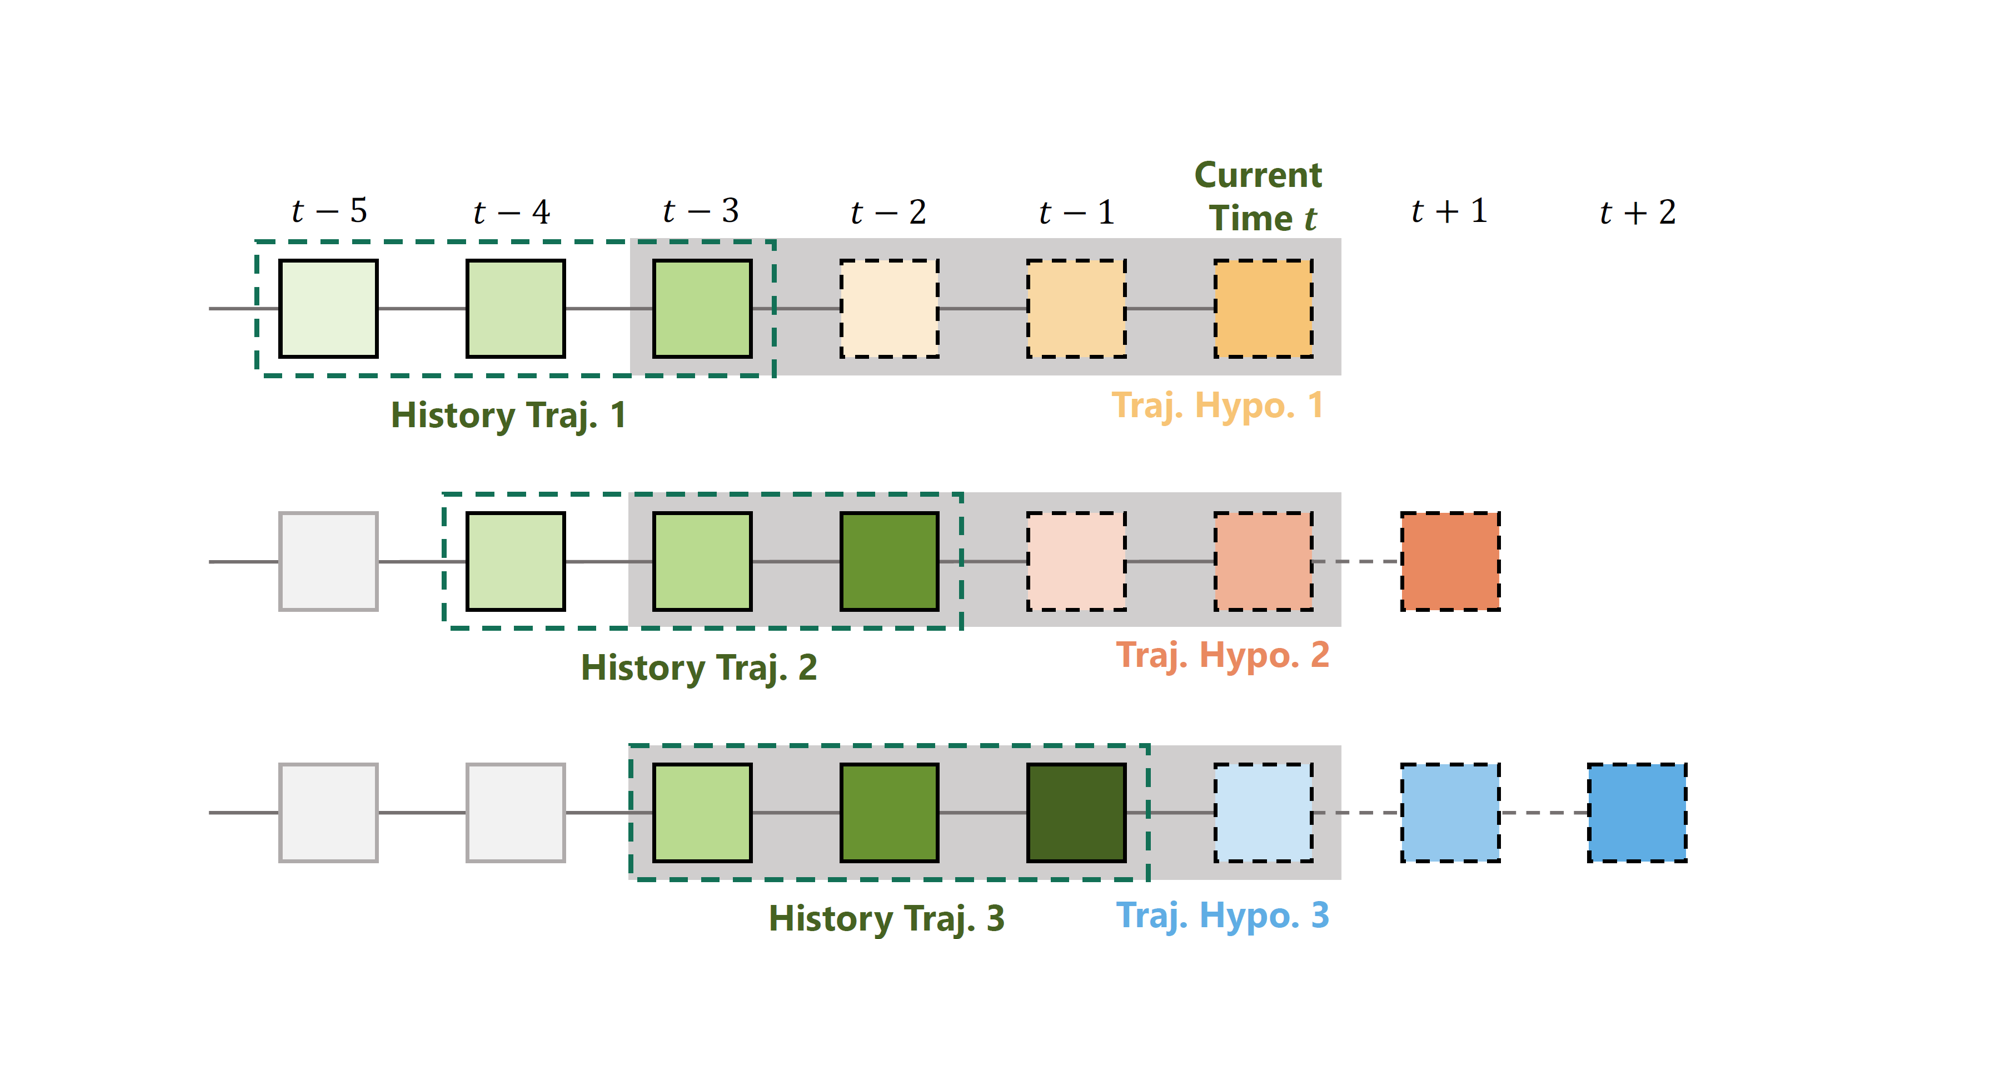 t − 5
t − 4
t − 3
t − 2
t − 1
Current
Time t
t + 1
t + 2
History Traj. 1
Traj. Hypo. 1
History Traj. 2
Traj. Hypo. 2
History Traj. 3
Traj. Hypo. 3